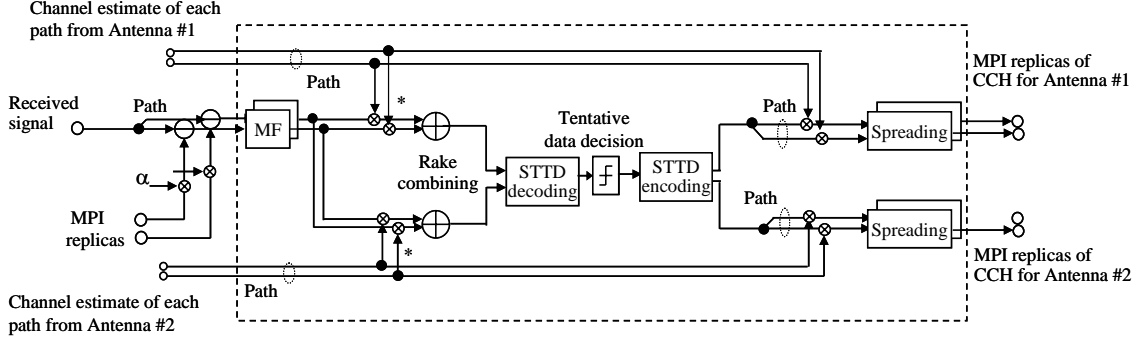 Channel estimate of each
path from Antenna #1
Path
*
MPI replicas of
CCH for Antenna #1
Received
signal
Path
MF
Tentative
data decision
Path
Spreading
α
Rake
combining
STTD
decoding
STTD
encoding
MPI
replicas
Path
Spreading
*
Path
MPI replicas of
CCH for Antenna #2
Channel estimate of each
path from Antenna #2